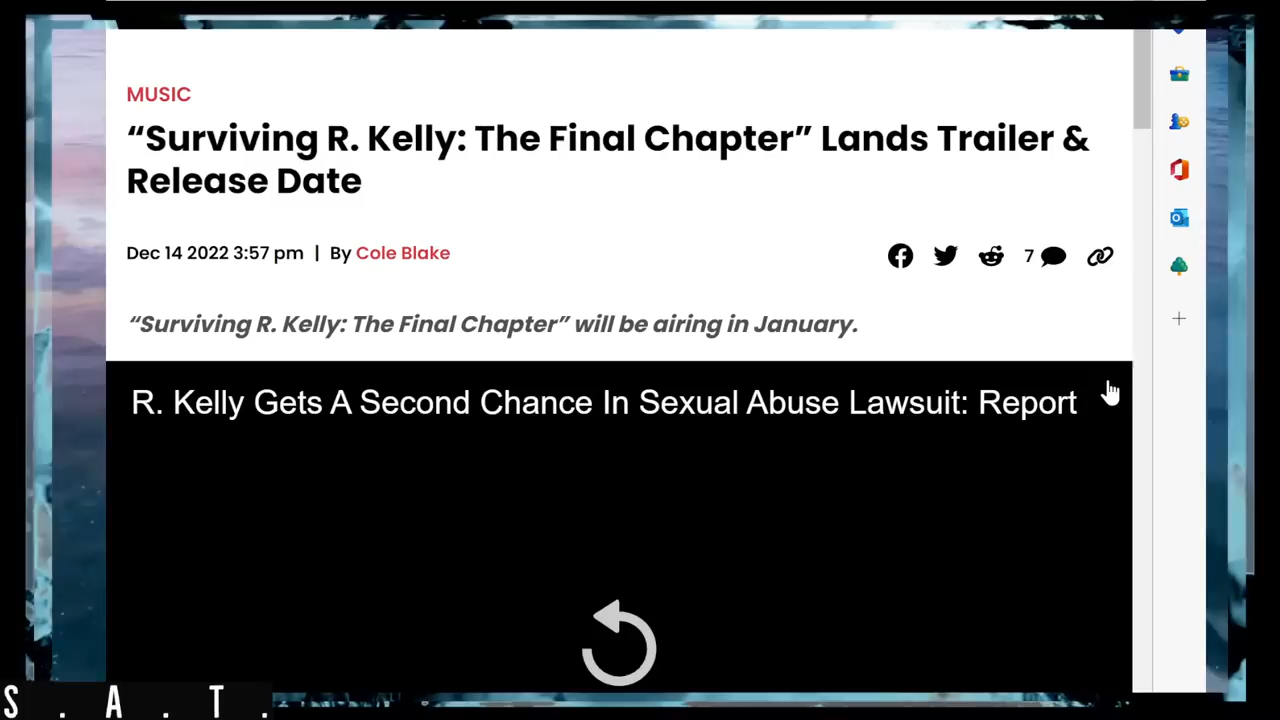 MUSIC
“Surviving R. Kelly: The Final Chapter” Lands Trailer &
Release Date
Dec 14 2022 3:57 pm | By Cole Blake
7
“Surviving R. Kelly: The Final Chapter” will be airing in January.
R. Kelly Gets A Second Chance In Sexual Abuse Lawsuit: Report
S . A . T .